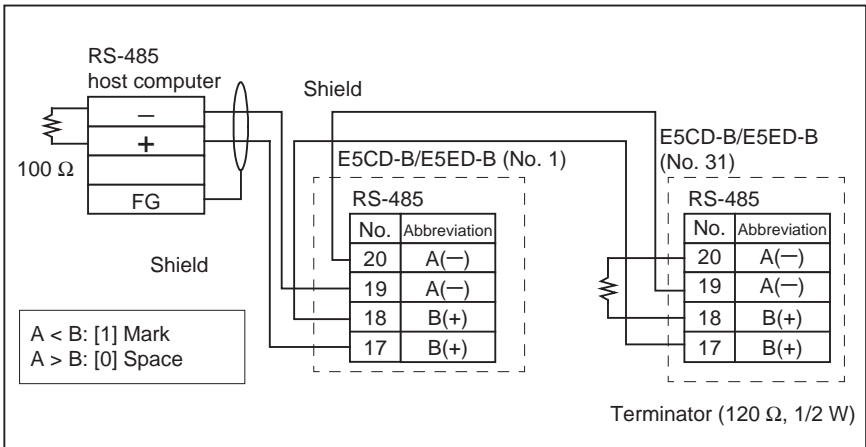 RS-485
host computer
−
+
100 Ω
FG
Shield
Shield
A < B: [1] Mark
A > B: [0] Space
E5CD-B/E5ED-B (No. 1)
RS-485
No. Abbreviation
20 A(−)
19 A(−)
18 B(+)
17 B(+)
E5CD-B/E5ED-B
(No. 31)
RS-485
No. Abbreviation
20 A(−)
19 A(−)
18 B(+)
17 B(+)
Terminator (120 Ω, 1/2 W)